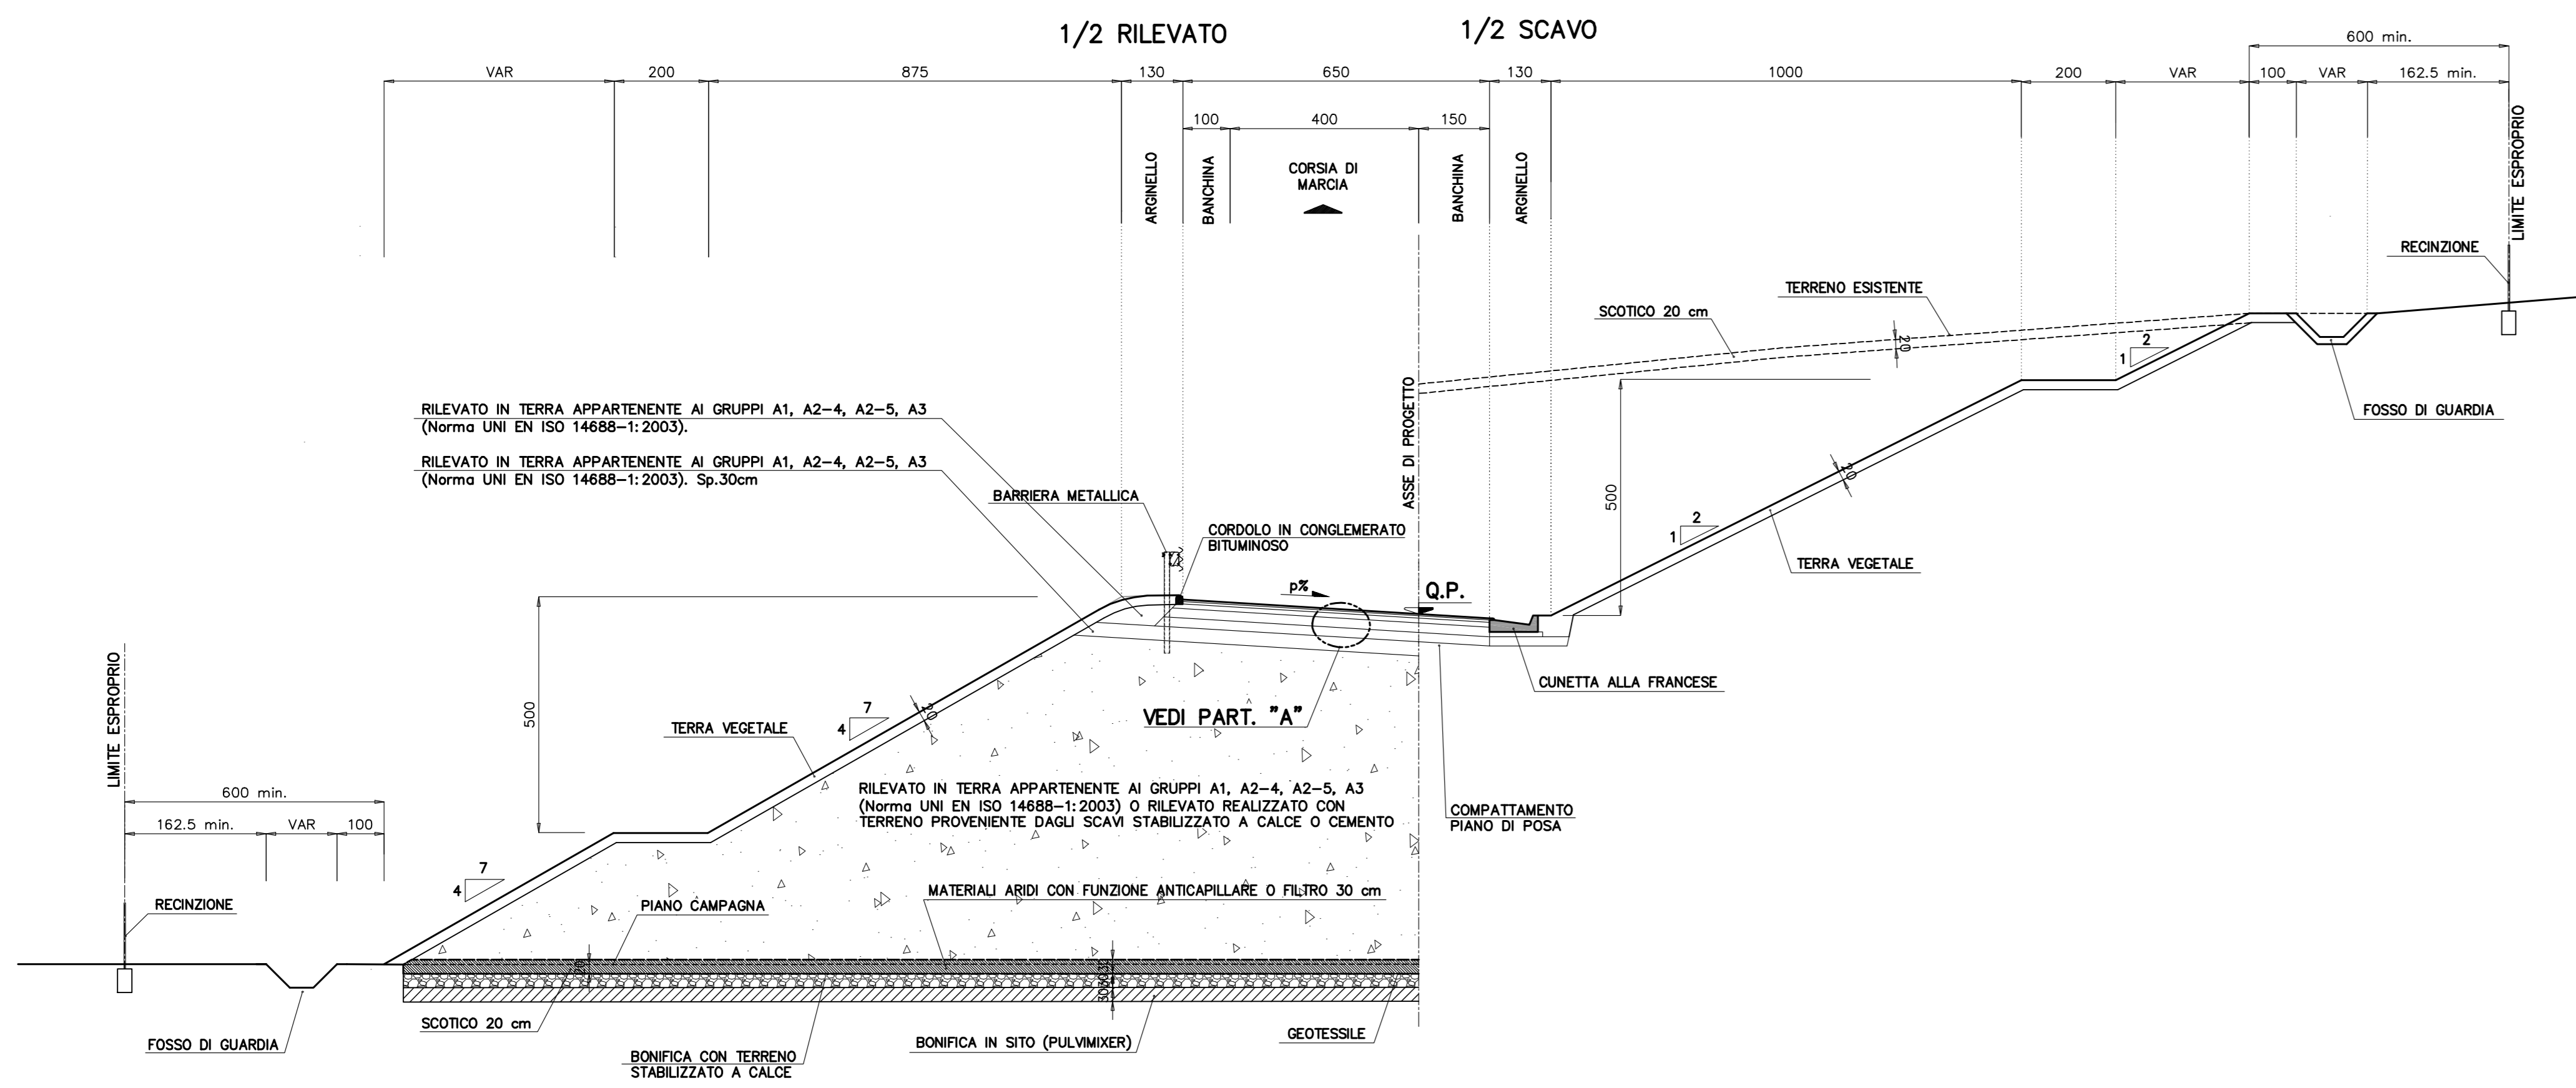 1/2 RILEVATO
1/2 SCAVO
600 min.
VAR
200
875
130
650
130
1000
200
VAR
100
VAR
162.5 min.
100
400
150
ARGINELLO
BANCHINA
CORSIA DI
MARCIA
BANCHINA
ARGINELLO
LIMITE ESPROPRIO
RECINZIONE
TERRENO ESISTENTE
SCOTICO 20 cm
20
2
1
FOSSO DI GUARDIA
ASSE DI PROGETTO
500
20
2
1
TERRA VEGETALE
RILEVATO IN TERRA APPARTENENTE AI GRUPPI A1, A2-4, A2-5, A3
(Norma UNI EN ISO 14688-1:2003).
RILEVATO IN TERRA APPARTENENTE AI GRUPPI A1, A2-4, A2-5, A3
(Norma UNI EN ISO 14688-1:2003). Sp.30cm
BARRIERA METALLICA
CORDOLO IN CONGLEMERATO
BITUMINOSO
p%
Q.P.
CUNETTA ALLA FRANCESE
VEDI PART. "A"
500
7
4
20
TERRA VEGETALE
LIMITE ESPROPRIO
600 min.
162.5 min.
VAR
100
RILEVATO IN TERRA APPARTENENTE AI GRUPPI A1, A2-4, A2-5, A3
(Norma UNI EN ISO 14688-1:2003) O RILEVATO REALIZZATO CON
TERRENO PROVENIENTE DAGLI SCAVI STABILIZZATO A CALCE O CEMENTO
COMPATTAMENTO
PIANO DI POSA
7
4
MATERIALI ARIDI CON FUNZIONE ANTICAPILLARE O FILTRO 30 cm
PIANO CAMPAGNA
RECINZIONE
20
30
30
30
SCOTICO 20 cm
FOSSO DI GUARDIA
BONIFICA CON TERRENO
STABILIZZATO A CALCE
BONIFICA IN SITO (PULVIMIXER)
GEOTESSILE